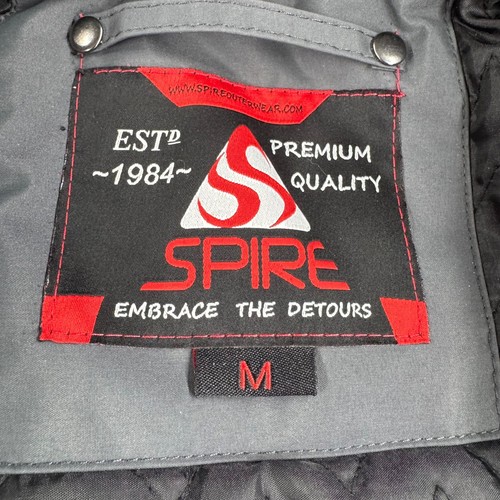 WWW.SPIREOUTERWEAR.COM
ESTD
~1984~
PREMIUM
QUALITY
SPIRE
EMBRACE THE DETOURS
M